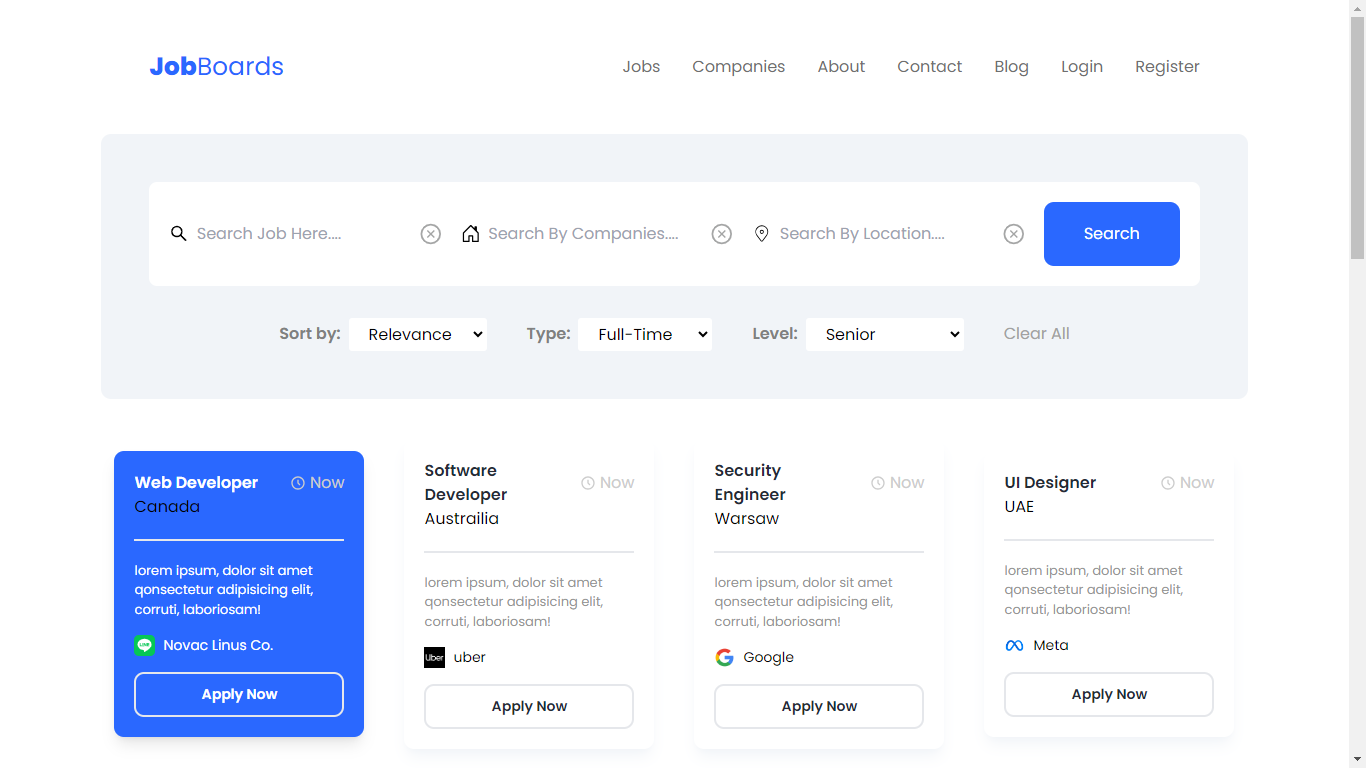 JobBoards
Jobs Companies About Contact Blog Login Register
Search Job Here.... Search By Companies.... Search By Location.... Search
Sort by: Relevance Type: Full-Time Level: Senior Clear All
Web Developer Now
Canada
lorem ipsum, dolor sit amet
qonsectetur adipisicing elit,
corruti, laboriosam!
LINE Novac Linus Co.
Apply Now
Software
Developer Now
Austrailia
lorem ipsum, dolor sit amet
qonsectetur adipisicing elit,
corruti, laboriosam!
Uber uber
Apply Now
Security
Engineer Now
Warsaw
lorem ipsum, dolor sit amet
qonsectetur adipisicing elit,
corruti, laboriosam!
Google
Apply Now
UI Designer Now
UAE
lorem ipsum, dolor sit amet
qonsectetur adipisicing elit,
corruti, laboriosam!
Meta
Apply Now